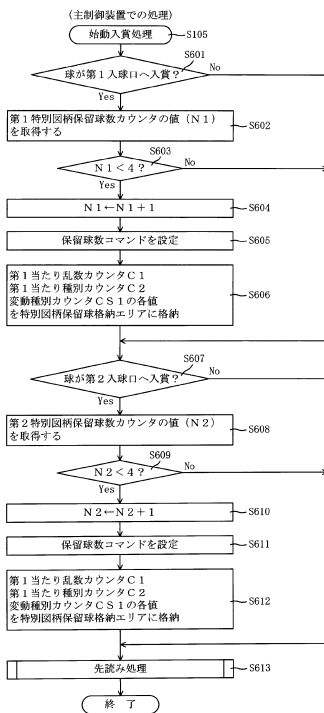 (主制御装置での処理)
始動入賞処理
S105
S601
球が第1入球口へ入賞?
No
Yes
第1特別図柄保留球数カウンタの値(N1)
を取得する
S602
S603
N1<4?
No
Yes
N1←N1+1
S604
保留球数コマンドを設定
S605
第1当たり乱数カウンタC1
第1当たり種別カウンタC2
変動種別カウンタCS1の各値
を特別図柄保留球格納エリアに格納
S606
S607
球が第2入球口へ入賞?
No
Yes
第2特別図柄保留球数カウンタの値(N2)
を取得する
S608
S609
N2<4?
No
Yes
N2←N2+1
S610
保留球数コマンドを設定
S611
第1当たり乱数カウンタC1
第1当たり種別カウンタC2
変動種別カウンタCS1の各値
を特別図柄保留球格納エリアに格納
S612
先読み処理
S613
終 了